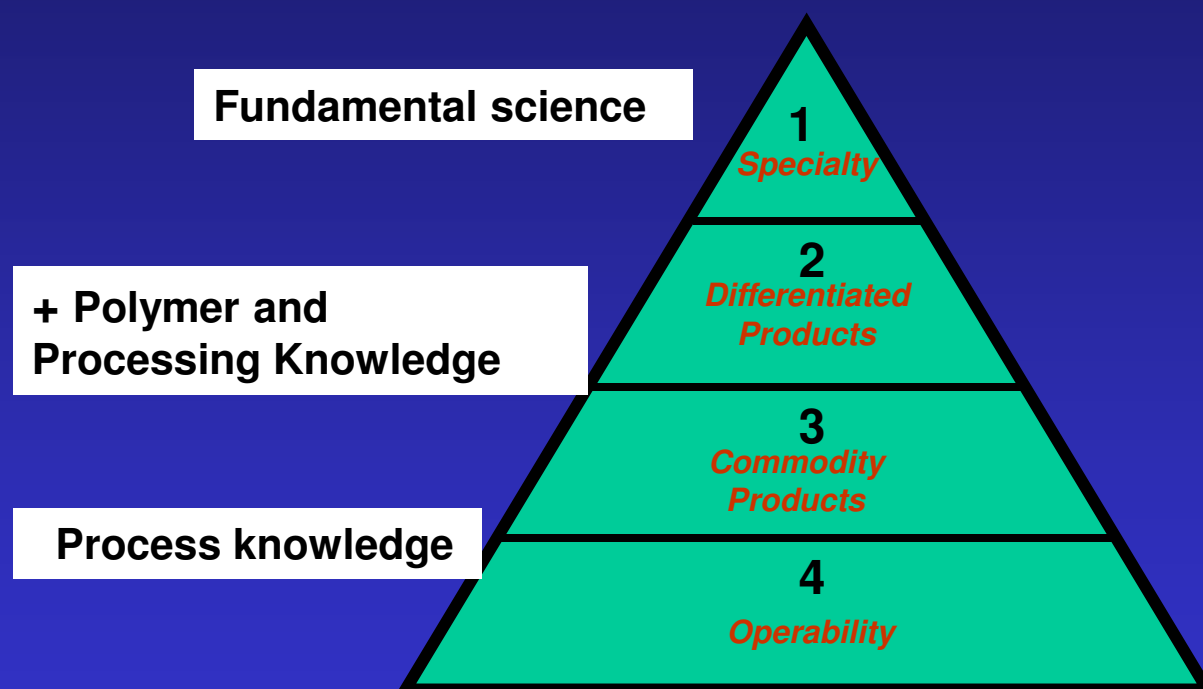 Fundamental science
1
Specialty
+ Polymer and
Processing Knowledge
2
Differentiated
Products
3
Commodity
Products
Process knowledge
4
Operability